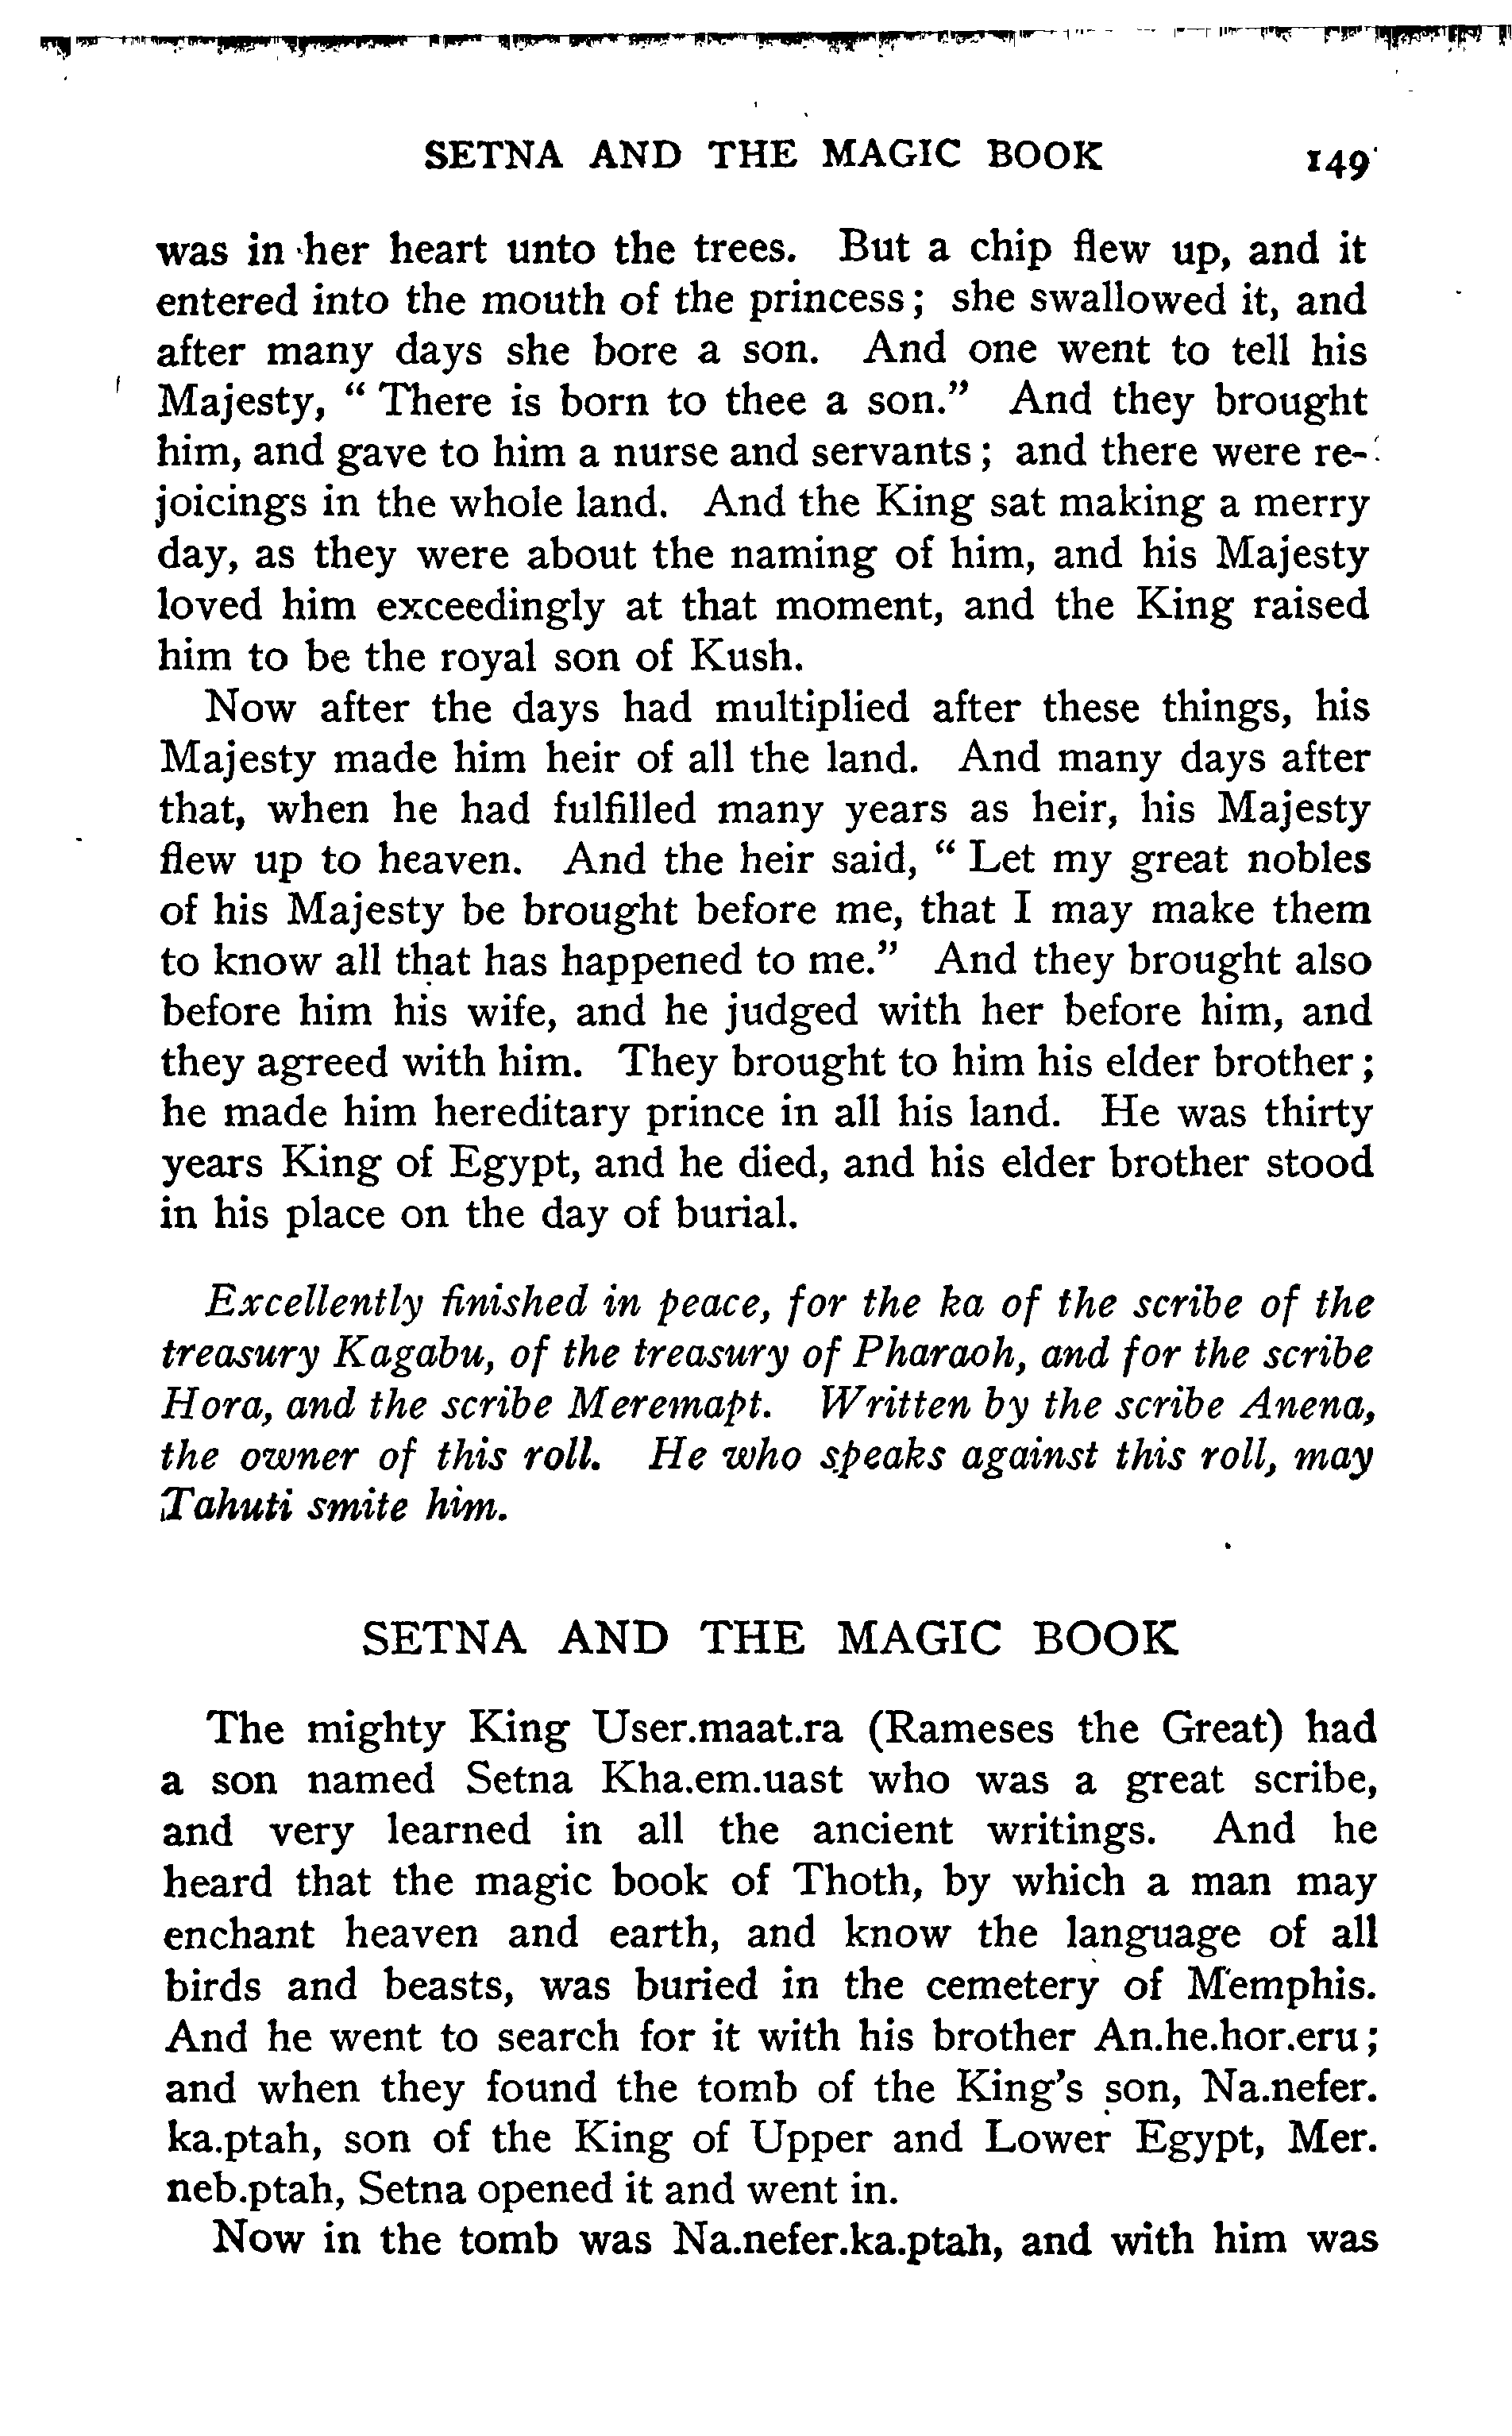 SETNA AND THE MAGIC BOOK 149
was in her heart unto the trees. But a chip flew up, and it
entered into the mouth of the princess; she swallowed it, and
after many days she bore a son. And one went to tell his
Majesty, “ There is born to thee a son.” And they brought
him, and gave to him a nurse and servants; and there were re-
joicings in the whole land. And the King sat making a merry
day, as they were about the naming of him, and his Majesty
loved him exceedingly at that moment, and the King raised
him to be the royal son of Kush.
Now after the days had multiplied after these things, his
Majesty made him heir of all the land. And many days after
that, when he had fulfilled many years as heir, his Majesty
flew up to heaven. And the heir said, “ Let my great nobles
of his Majesty be brought before me, that I may make them
to know all that has happened to me.” And they brought also
before him his wife, and he judged with her before him, and
they agreed with him. They brought to him his elder brother;
he made him hereditary prince in all his land. He was thirty
years King of Egypt, and he died, and his elder brother stood
in his place on the day of burial.
Excellently finished in peace, for the ka of the scribe of the
treasury Kagabu, of the treasury of Pharaoh, and for the scribe
Hora, and the scribe Meremapt. Written by the scribe Anena,
the owner of this roll. He who speaks against this roll, may
Tahuti smite him.
SETNA AND THE MAGIC BOOK
The mighty King User.maat.ra (Rameses the Great) had
a son named Setna Kha.em.uast who was a great scribe,
and very learned in all the ancient writings. And he
heard that the magic book of Thoth, by which a man may
enchant heaven and earth, and know the language of all
birds and beasts, was buried in the cemetery of Memphis.
And he went to search for it with his brother An.he.hor.eru;
and when they found the tomb of the King's son, Na.nefer.
ka.ptah, son of the King of Upper and Lower Egypt, Mer.
neb.ptah, Setna opened it and went in.
Now in the tomb was Na.nefer.ka.ptah, and with him was